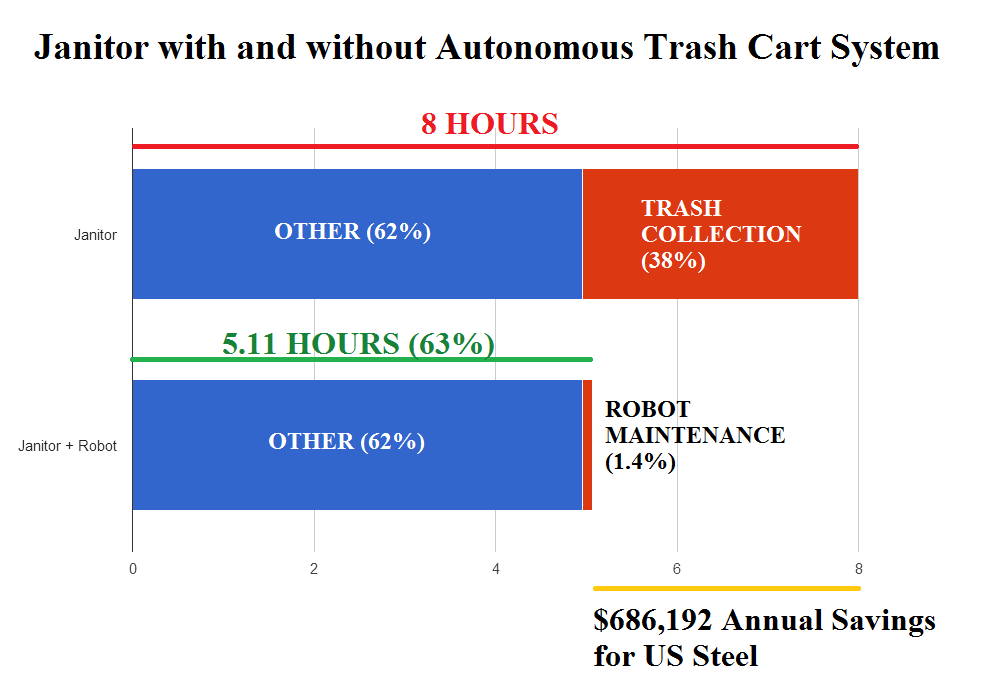 Janitor with and without Autonomous Trash Cart System
8 HOURS
Janitor
OTHER (62%)
TRASH
COLLECTION
(38%)
5.11 HOURS (63%)
Janitor + Robot
OTHER (62%)
ROBOT
MAINTENANCE
(1.4%)
0 2 4 6 8
$686,192 Annual Savings
for US Steel